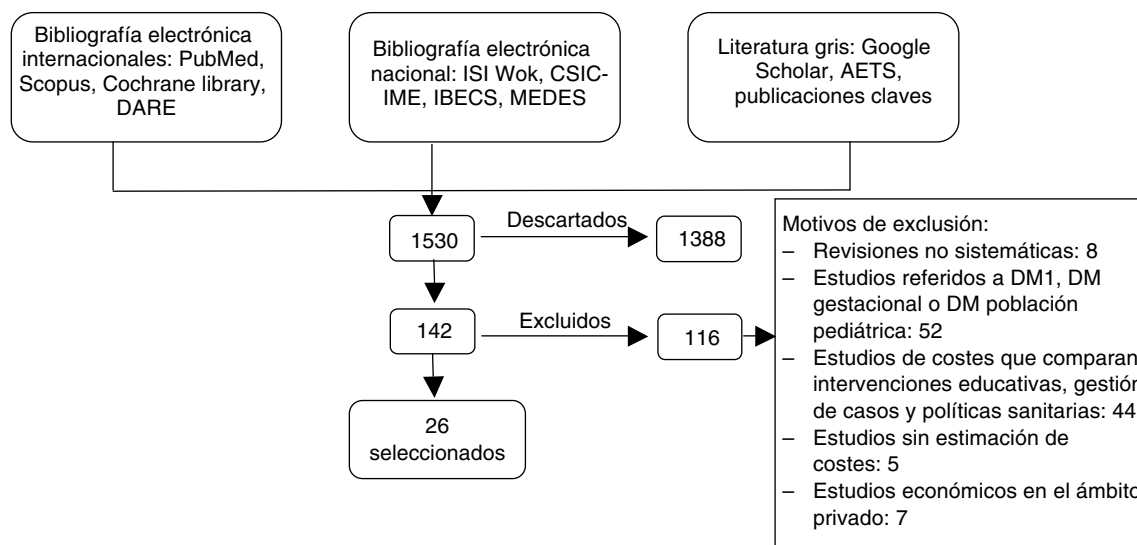 Bibliografía electrónica
internacionales: PubMed,
Scopus, Cochrane library,
DARE
Bibliografía electrónica
nacional: ISI Wok, CSIC-
IME, IBECS, MEDES
Literatura gris: Google
Scholar, AETS,
publicaciones claves
1530
Descartados
1388
142
Excluidos
116
26
seleccionados
Motivos de exclusión:
– Revisiones no sistemáticas: 8
– Estudios referidos a DM1, DM
gestacional o DM población
pediátrica: 52
– Estudios de costes que comparan
intervenciones educativas, gestión
de casos y políticas sanitarias: 44
– Estudios sin estimación de
costes: 5
– Estudios económicos en el ámbito
privado: 7